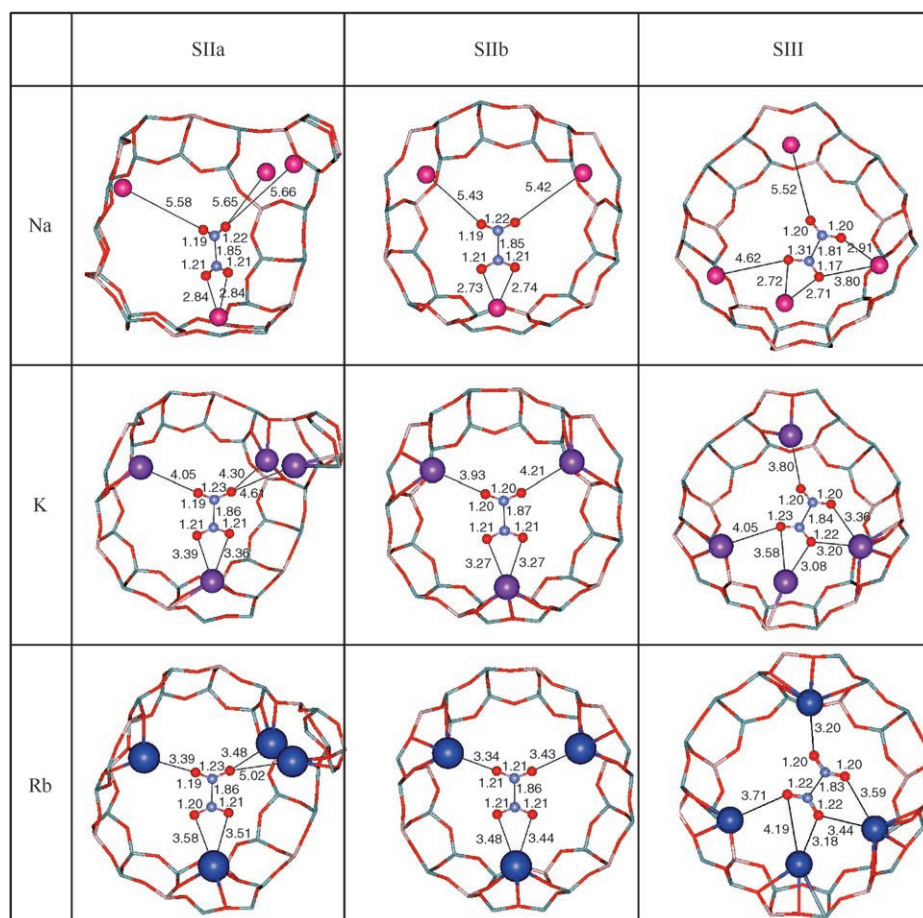 SIIa SIIb SIII
Na
5.58 5.65 5.66
1.19 1.22
1.85
1.21 1.21
2.84 2.84
5.43 1.22 5.42
1.19
1.85
1.21 1.21
2.73 2.74
5.52
1.20 1.20
4.62 1.31 1.81 2.91
1.17
2.72 2.71 3.80
K
4.05 1.23 4.30
1.19 4.61
1.86
1.21 1.21
3.39 3.36
3.93 1.20 4.21
1.20
1.87
1.21 1.21
3.27 3.27
3.80
1.20 1.20
4.05 1.23 1.84 3.36
1.22
3.58 3.08 3.20
Rb
3.39 1.23 3.48
1.19 5.02
1.86
1.20 1.21
3.58 3.51
3.34 1.21 3.43
1.21
1.86
1.21 1.21
3.48 3.44
3.20
1.20 1.20
3.71 1.22 1.83 3.59
1.22
4.19 3.18 3.44